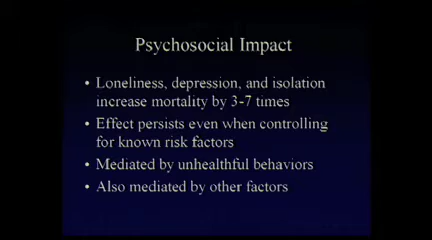 Psychosocial Impact
• Loneliness, depression, and isolation
increase mortality by 3-7 times
• Effect persists even when controlling
for known risk factors
• Mediated by unhealthful behaviors
• Also mediated by other factors